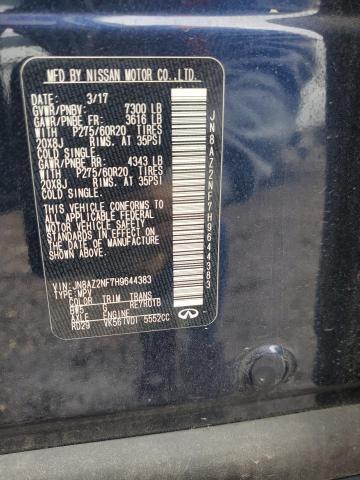 MFD BY NISSAN MOTOR CO.,LTD.
DATE: 3/17
GVWR/PNBV: 7300 LB
GAWR/PNBE FR: 3616 LB
WITH P275/60R20 TIRES
20X8J RIMS. AT 35PSI
COLD SINGLE.
GAWR/PNBE RR: 4343 LB
WITH P275/60R20 TIRES
20X8J RIMS. AT 35PSI
COLD SINGLE.
THIS VEHICLE CONFORMS TO
ALL APPLICABLE FEDERAL
MOTOR VEHICLE SAFETY
STANDARDS IN EFFECT ON
THE DATE OF MANUFACTURE
SHOWN ABOVE.
VIN:JN8AZ2NF7H9644383
TYPE:MPV
COLOR TRIM TRANS
BW5 G RE7R01B
AXLE ENGINE
RD29 VK56(VD) 5552CC
INFINITI
JN8AZ2NF7H9644383